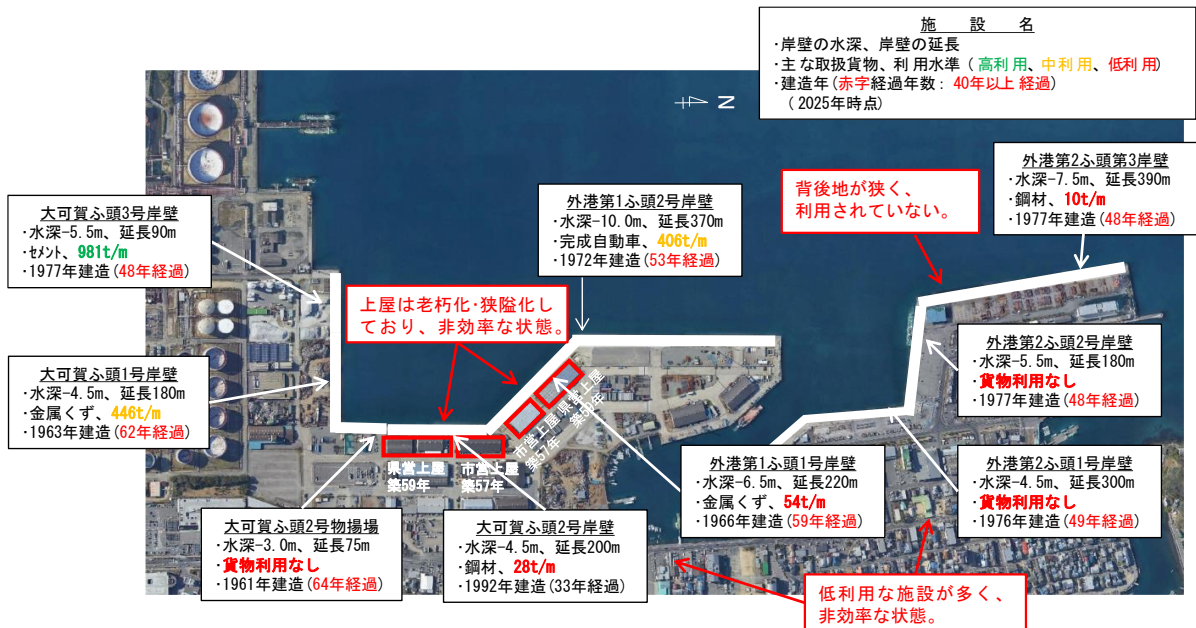 施 設 名
・岸壁の水深、岸壁の延長
・主な取扱貨物、利用水準（高利用、中利用、低利用）
・建造年（赤字経過年数：40年以上経過）
（2025年時点）
N
外港第2ふ頭第3岸壁
・水深-7.5m、延長390m
・鋼材、10t/m
・1977年建造(48年経過)
背後地が狭く、
利用されていない。
外港第1ふ頭2号岸壁
・水深-10.0m、延長370m
・完成自動車、406t/m
・1972年建造(53年経過)
大可賀ふ頭3号岸壁
・水深-5.5m、延長90m
・ｾﾒﾝﾄ、981t/m
・1977年建造(48年経過)
上屋は老朽化・狭隘化し
ており、非効率な状態。
外港第2ふ頭2号岸壁
・水深-5.5m、延長180m
・貨物利用なし
・1977年建造(48年経過)
大可賀ふ頭1号岸壁
・水深-4.5m、延長180m
・金属くず、446t/m
・1963年建造(62年経過)
県営上屋
市営上屋
築57年
県営上屋
築59年
市営上屋
築57年
外港第1ふ頭1号岸壁
・水深-6.5m、延長220m
・金属くず、54t/m
・1966年建造(59年経過)
外港第2ふ頭1号岸壁
・水深-4.5m、延長300m
・貨物利用なし
・1976年建造(49年経過)
大可賀ふ頭2号物揚場
・水深-3.0m、延長75m
・貨物利用なし
・1961年建造(64年経過)
大可賀ふ頭2号岸壁
・水深-4.5m、延長200m
・鋼材、28t/m
・1992年建造(33年経過)
低利用な施設が多く、
非効率な状態。